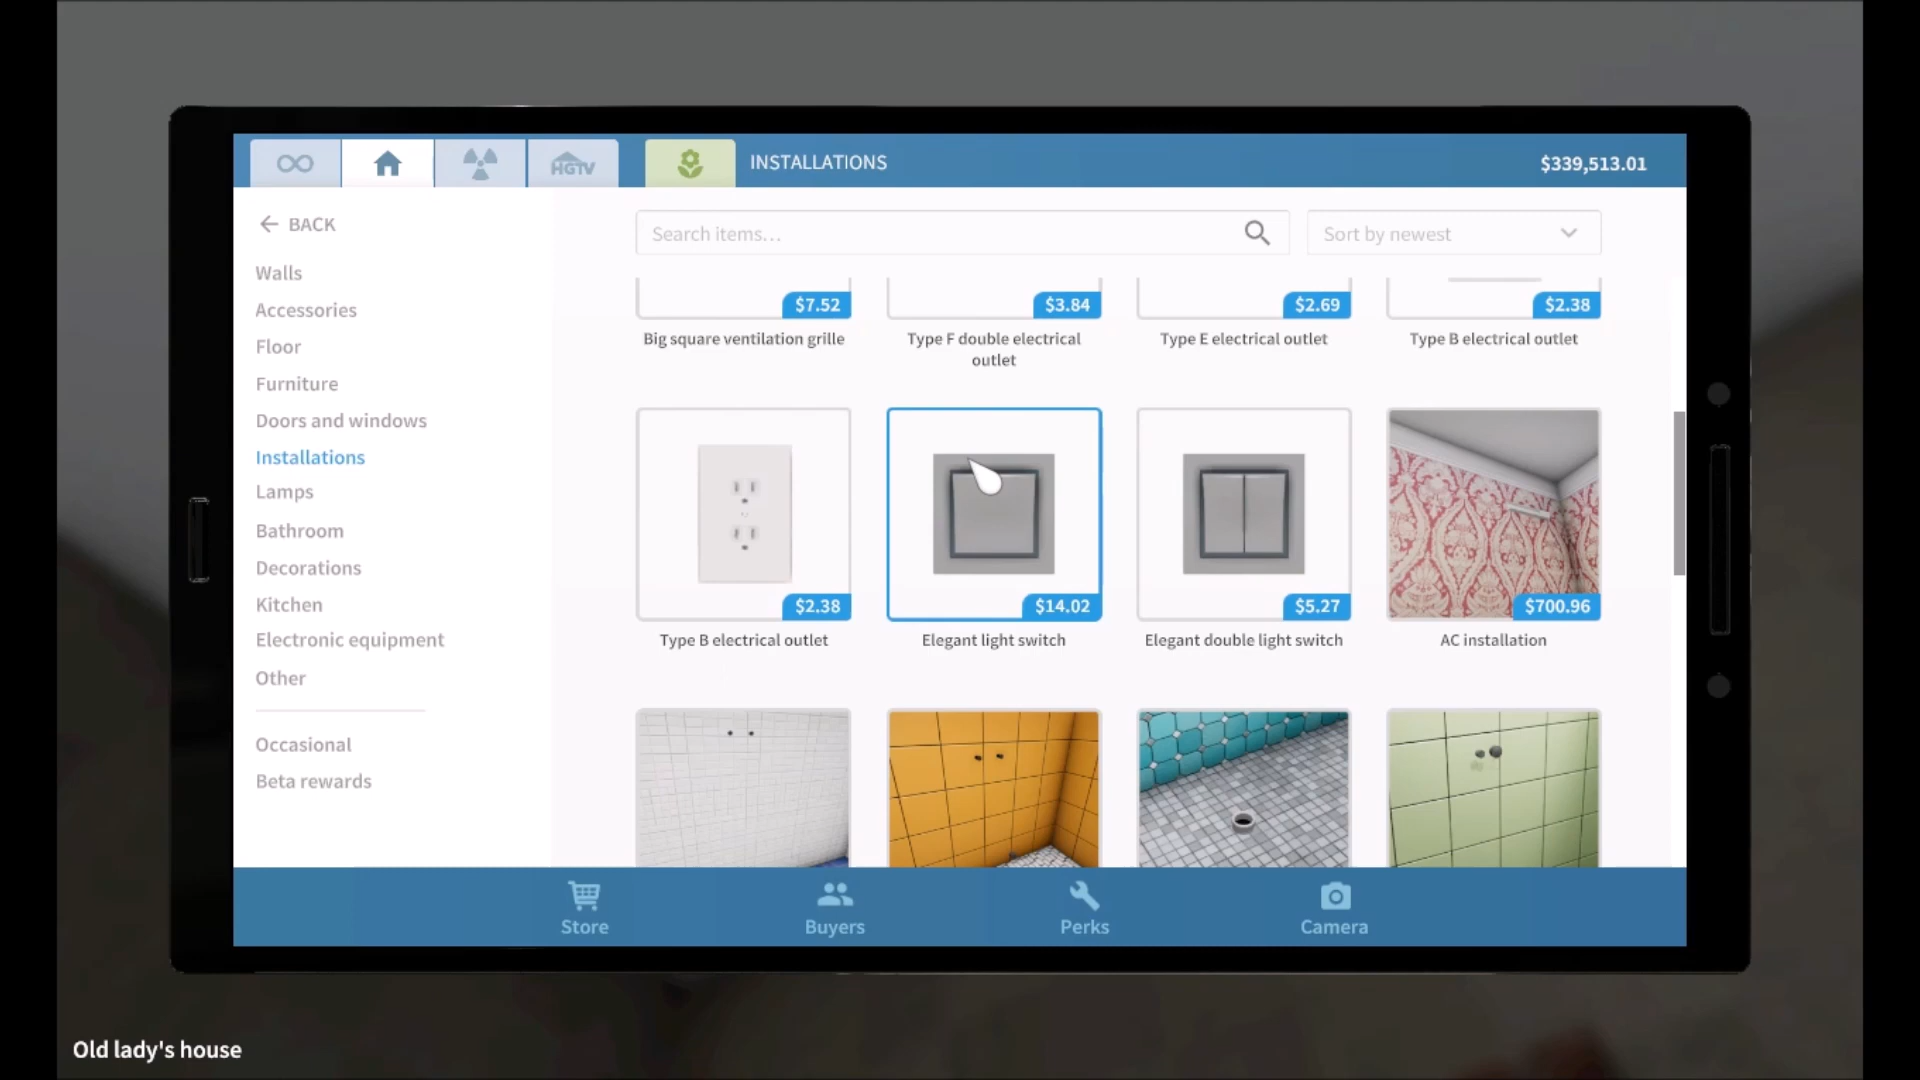 HGTV
INSTALLATIONS
$339,513.01
BACK
Search items...
Sort by newest
Walls
Accessories
Floor
Furniture
Doors and windows
Installations
Lamps
Bathroom
Decorations
Kitchen
Electronic equipment
Other
Occasional
Beta rewards
$7.52
$3.84
$2.69
$2.38
Big square ventilation grille
Type F double electrical
outlet
Type E electrical outlet
Type B electrical outlet
$2.38
$14.02
$5.27
$700.96
Type B electrical outlet
Elegant light switch
Elegant double light switch
AC installation
Store
Buyers
Perks
Camera
Old lady's house